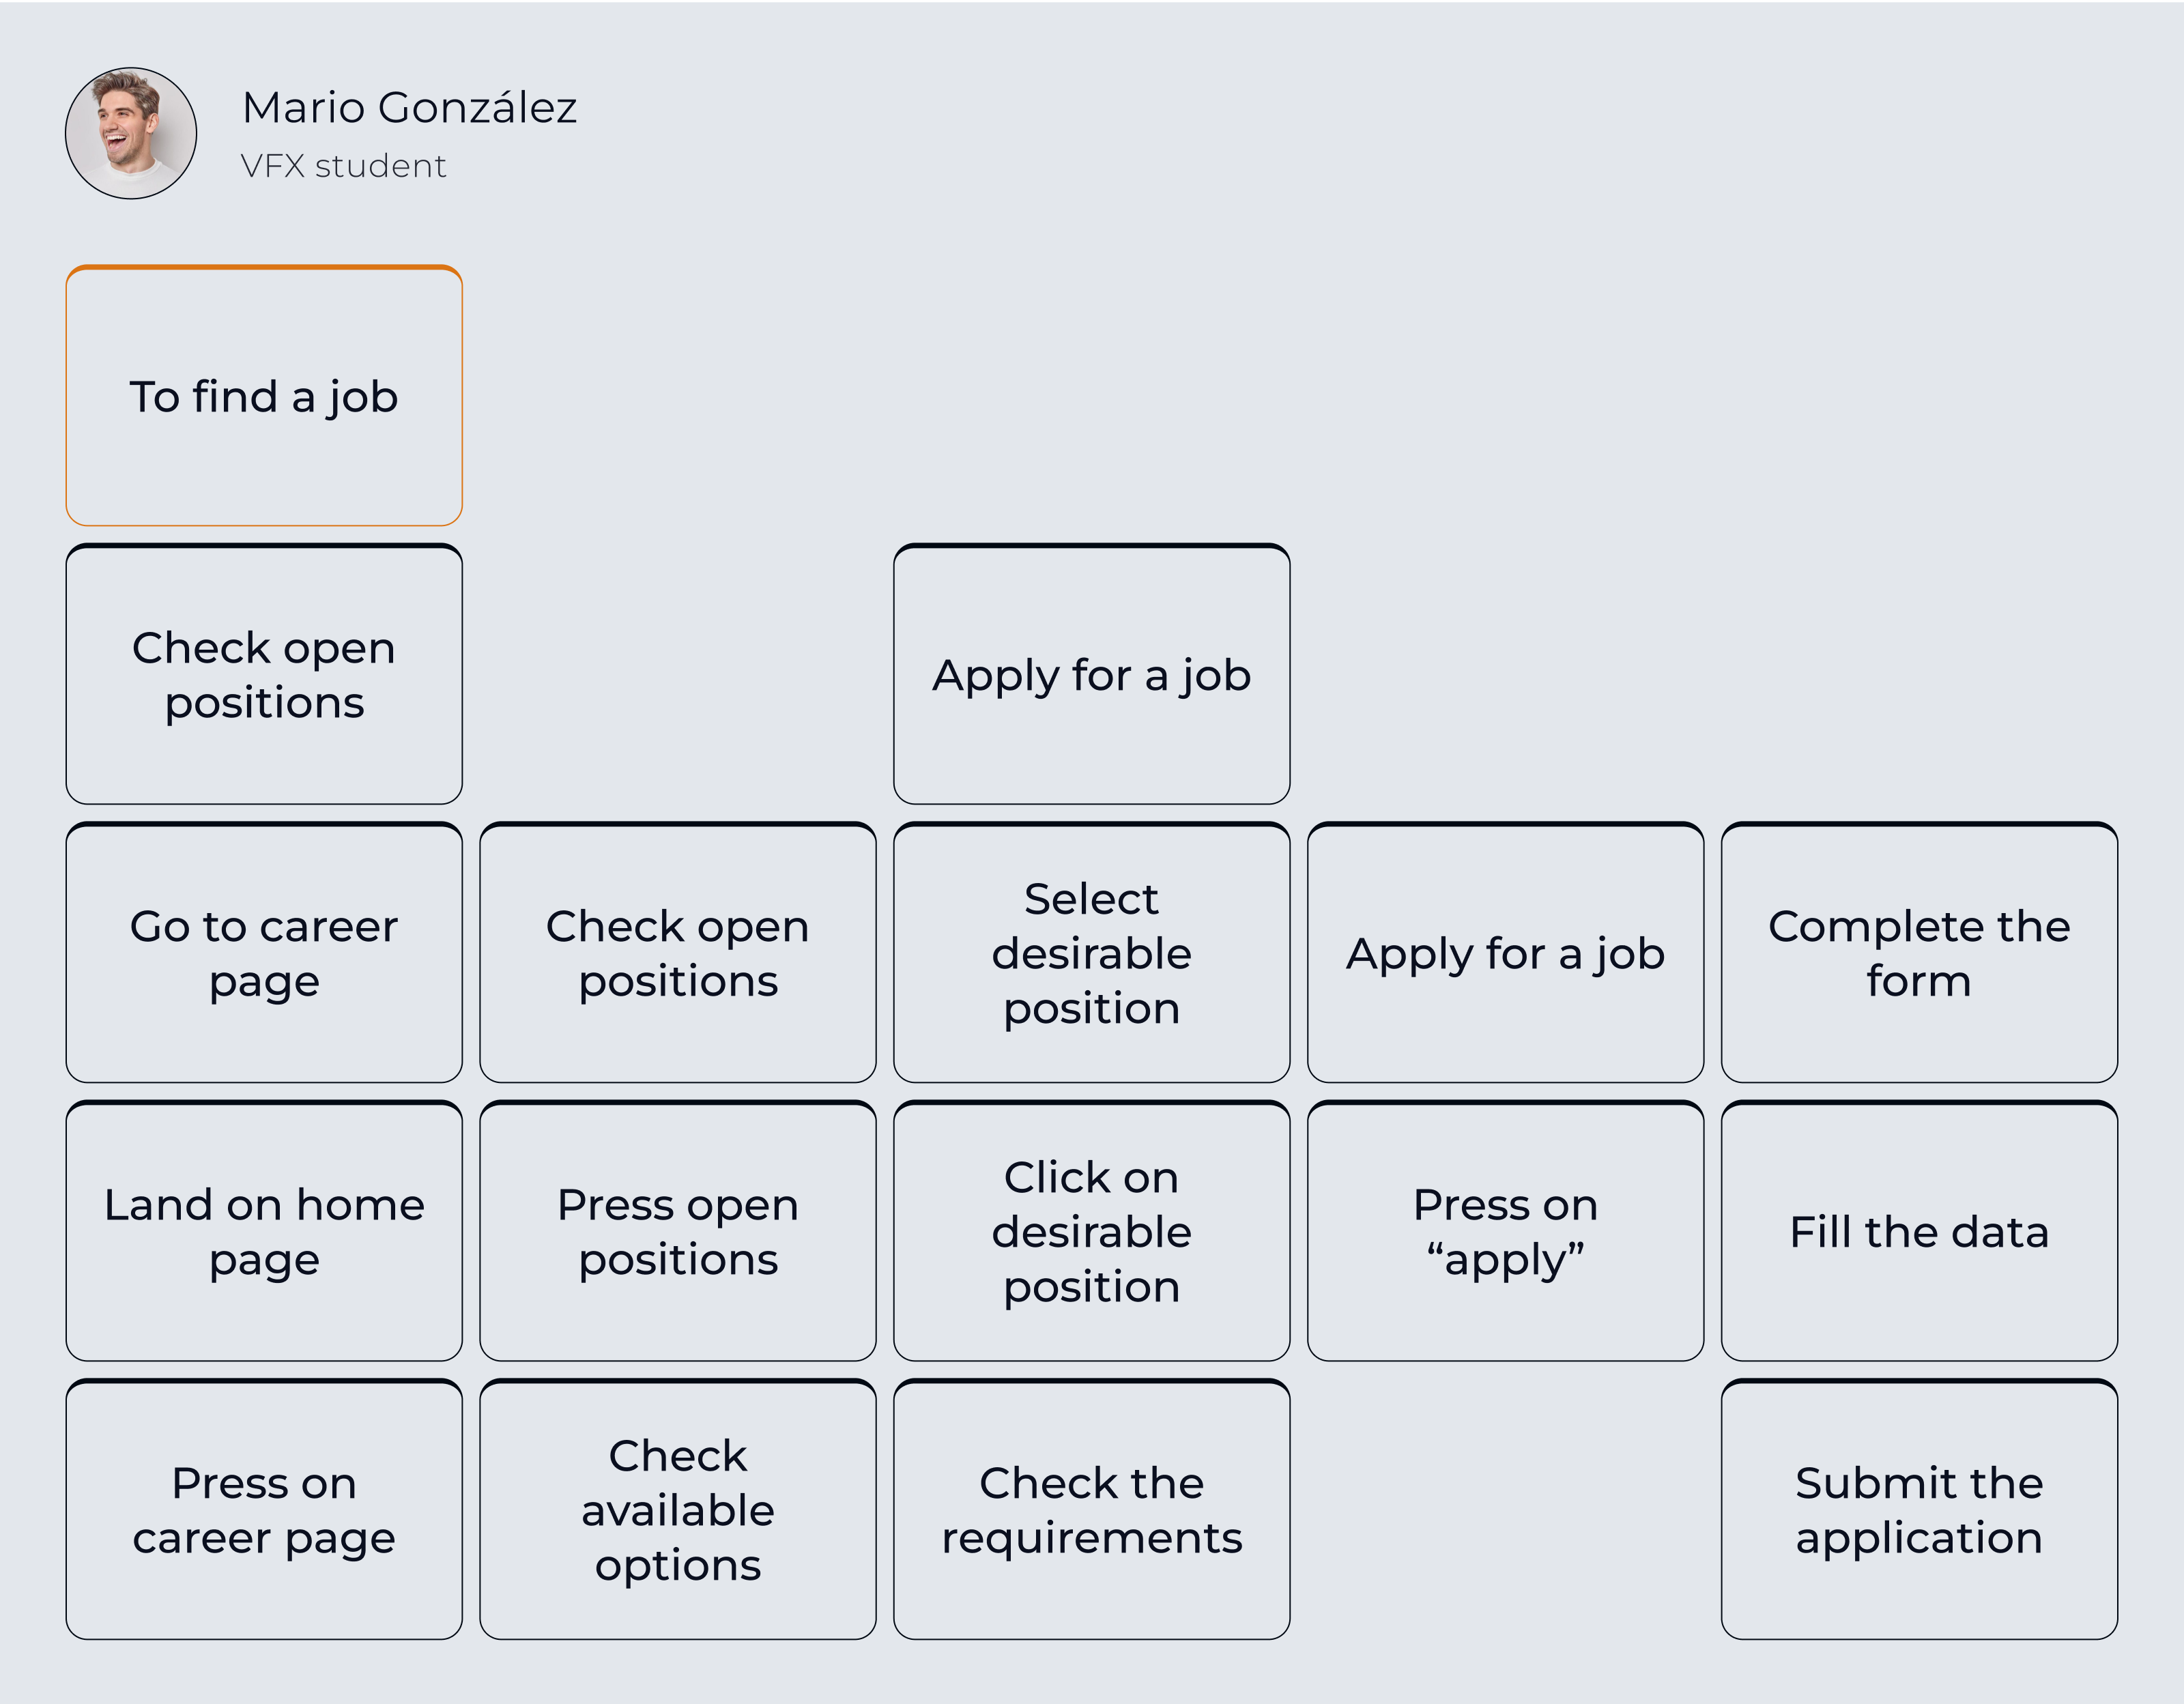 Mario González
VFX student
To find a job
Check open
positions
Apply for a job
Go to career
page
Check open
positions
Select
desirable
position
Apply for a job
Complete the
form
Land on home
page
Press open
positions
Click on
desirable
position
Press on
“apply”
Fill the data
Press on
career page
Check
available
options
Check the
requirements
Submit the
application